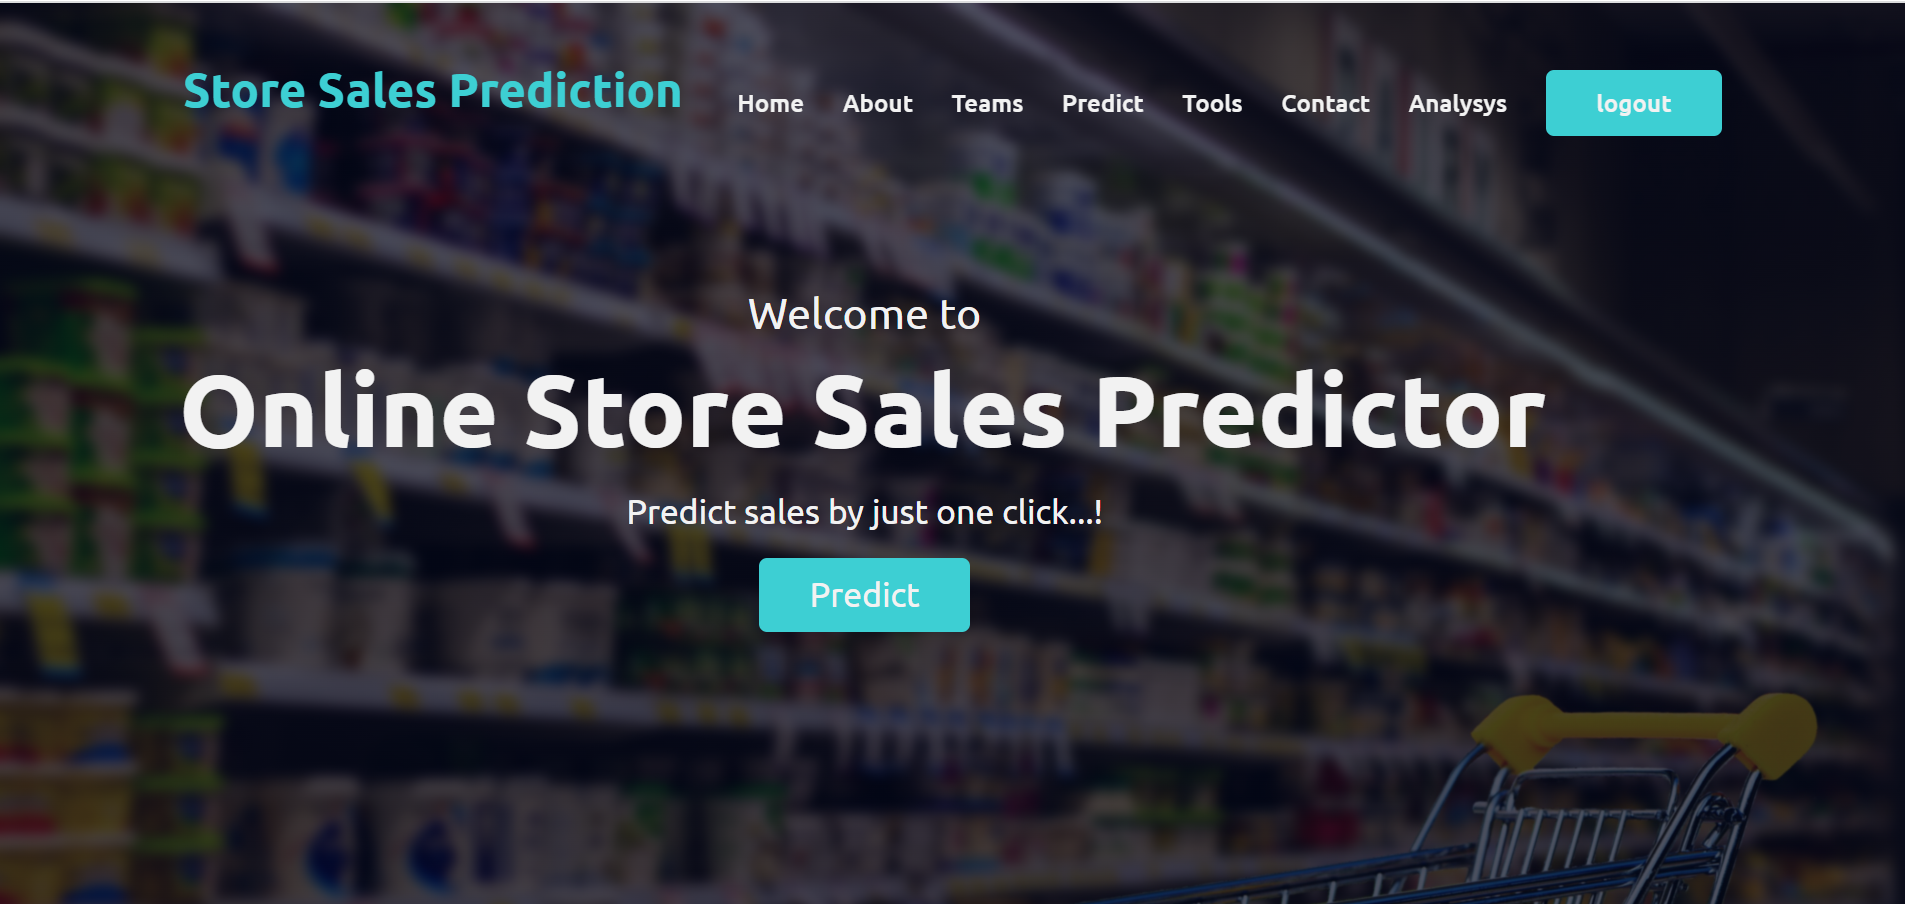 Store Sales Prediction
Home About Teams Predict Tools Contact Analysys logout
Welcome to
Online Store Sales Predictor
Predict sales by just one click...!
Predict